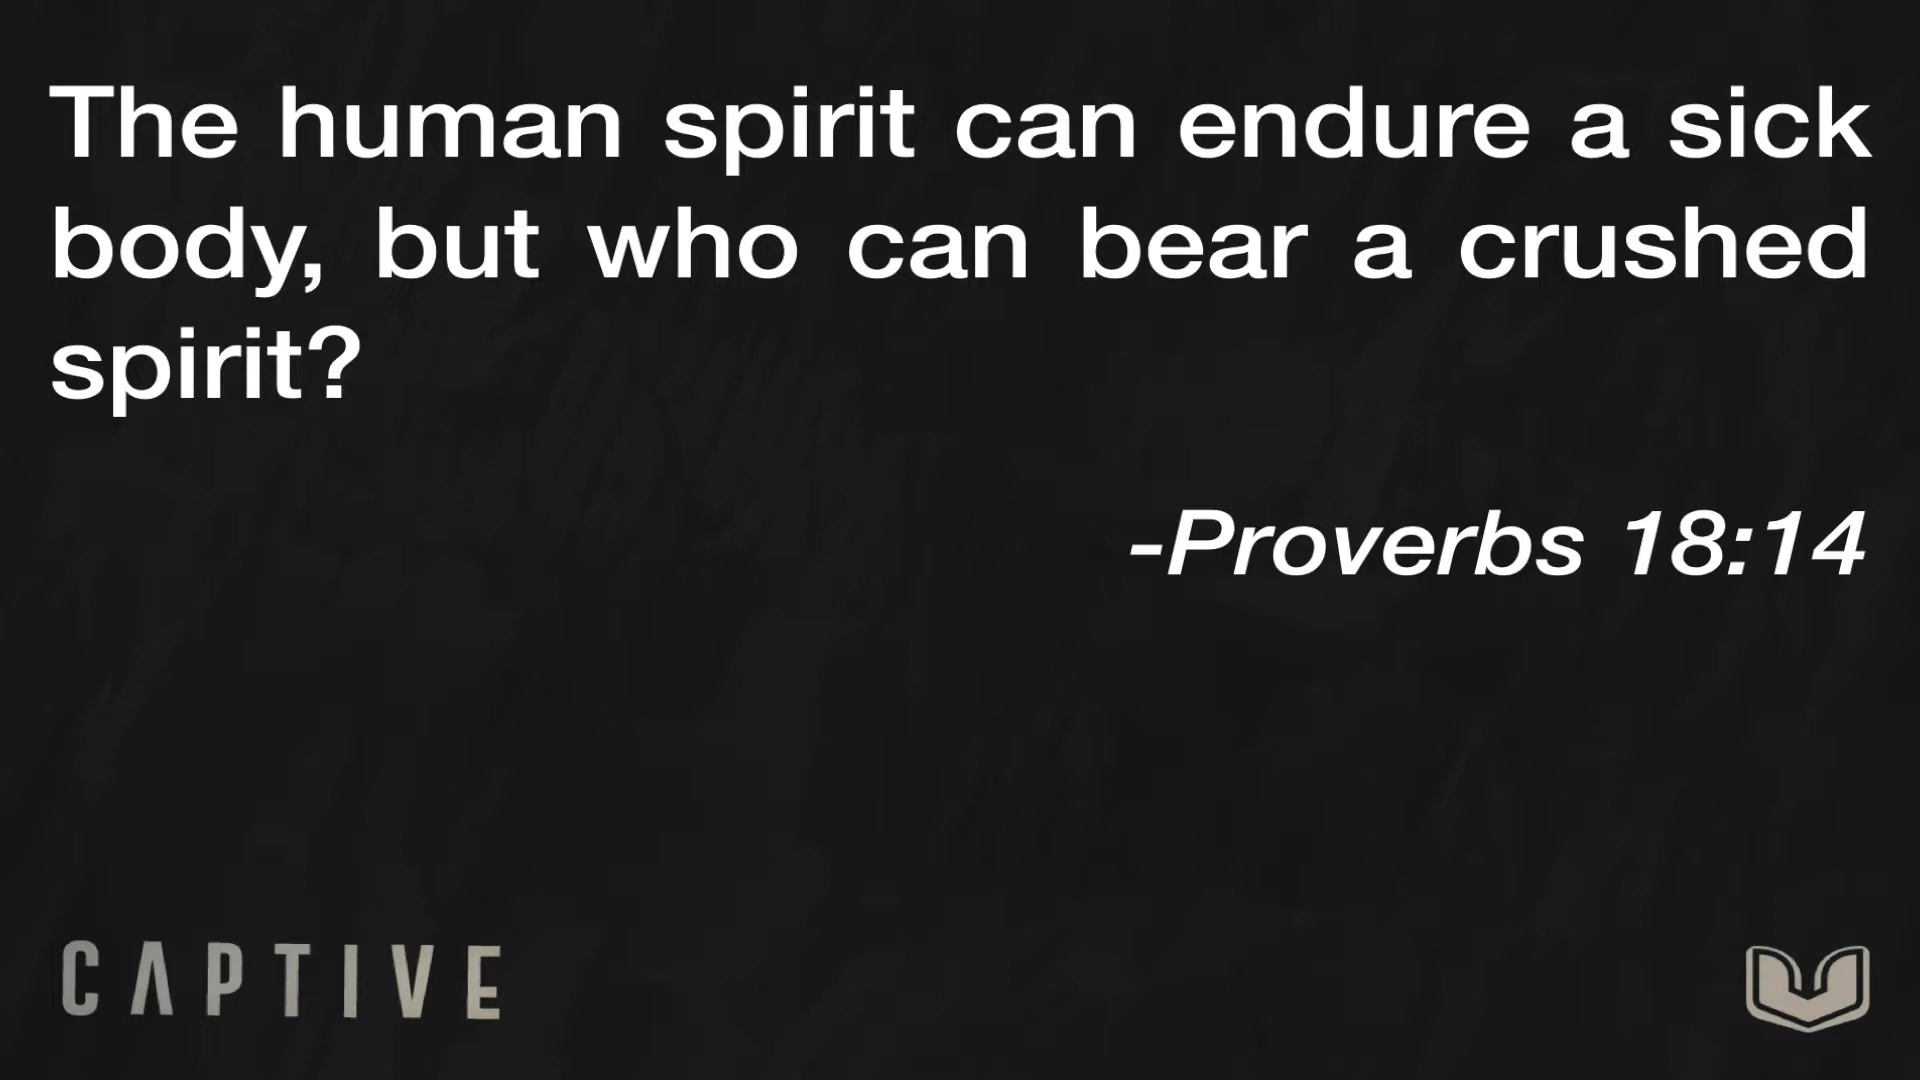 The human spirit can endure a sick
body, but who can bear a crushed
spirit?
-Proverbs 18:14
CAPTIVE